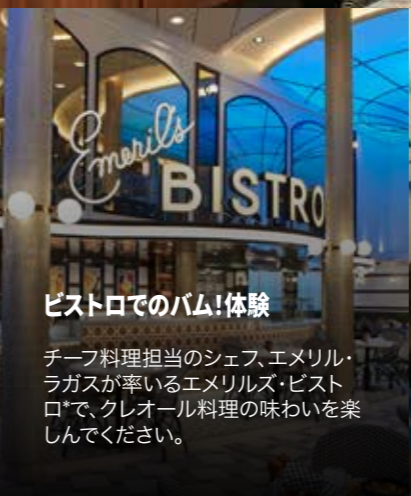 Emeril's
BISTRO
ビストロでのバム！体験
チーフ料理担当のシェフ、エメリル・
ラガスが率いるエメリルズ・ビスト
ロ*で、クレオール料理の味わいを楽
しんでください。